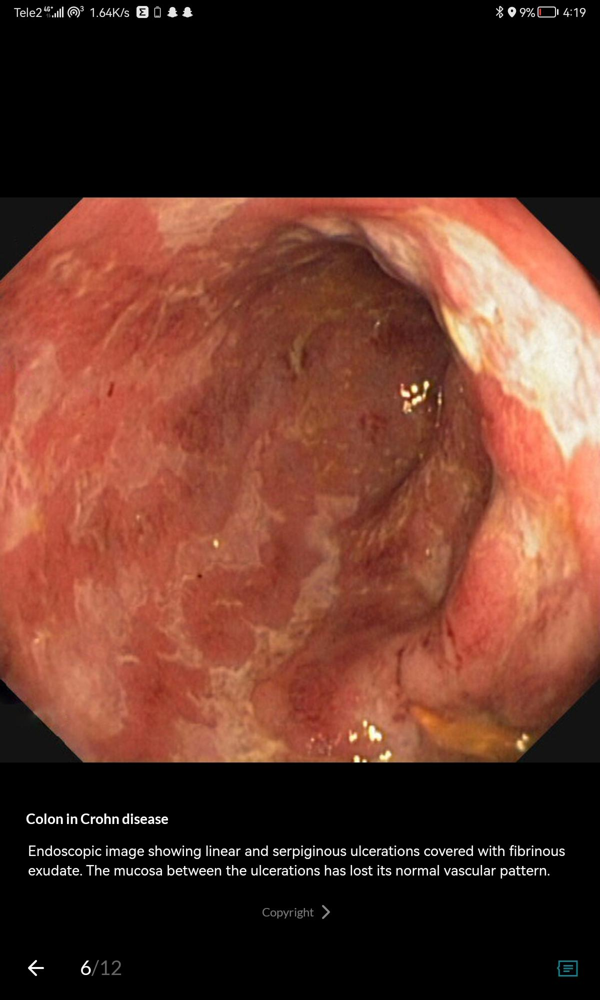 Tele2 4G+ 3 1.64K/s 9% 4:19
Colon in Crohn disease
Endoscopic image showing linear and serpiginous ulcerations covered with fibrinous
exudate. The mucosa between the ulcerations has lost its normal vascular pattern.
Copyright
6/12